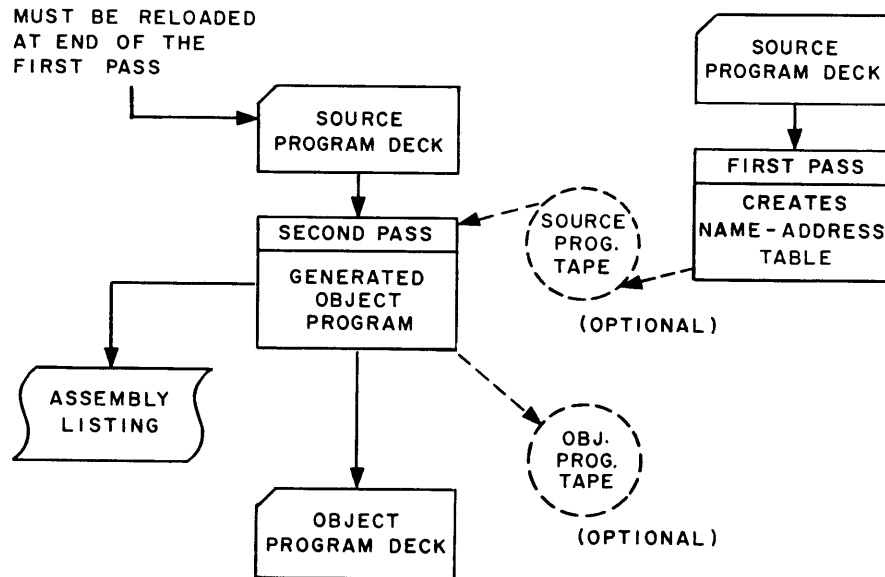 MUST BE RELOADED
AT END OF THE
FIRST PASS
SOURCE
PROGRAM DECK
SOURCE
PROGRAM DECK
FIRST PASS
CREATES
NAME-ADDRESS
TABLE
SECOND PASS
GENERATED
OBJECT
PROGRAM
SOURCE
PROG.
TAPE
(OPTIONAL)
ASSEMBLY
LISTING
OBJ.
PROG.
TAPE
(OPTIONAL)
OBJECT
PROGRAM DECK